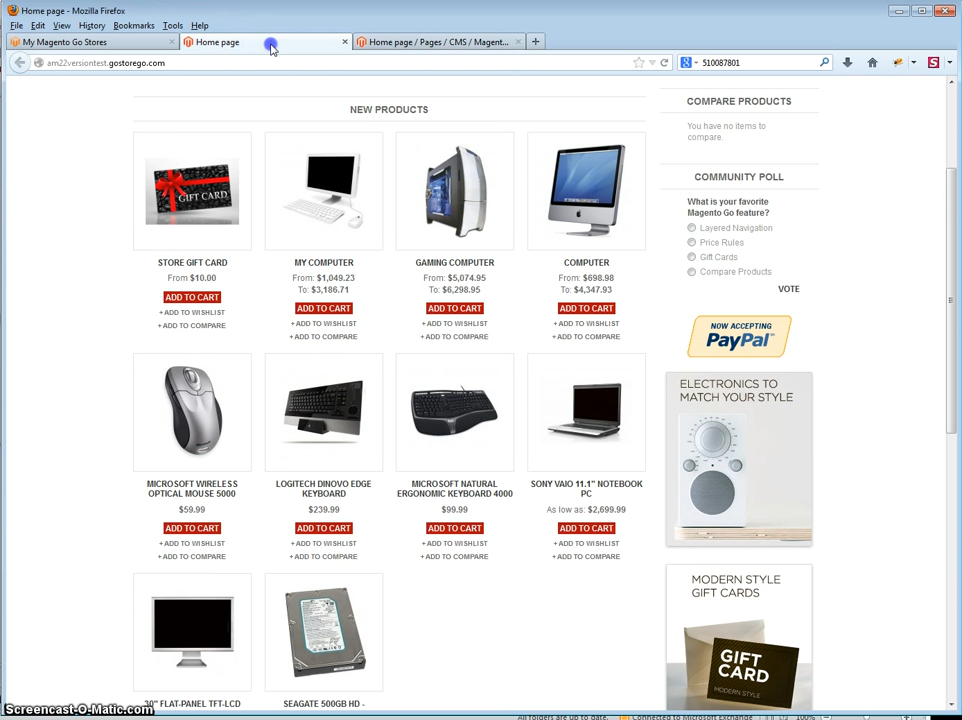 Home page - Mozilla Firefox
File Edit View History Bookmarks Tools Help
My Magento Go Stores
Home page
Home page / Pages / CMS / Magent...
am22versiontest.gostorego.com
510087801
NEW PRODUCTS
COMPARE PRODUCTS
You have no items to
compare.
COMMUNITY POLL
What is your favorite
Magento Go feature?
Layered Navigation
Price Rules
Gift Cards
Compare Products
VOTE
GIFT CARD
STORE GIFT CARD
From $10.00
ADD TO CART
+ ADD TO WISHLIST
+ ADD TO COMPARE
MY COMPUTER
From: $1,049.23
To: $3,186.71
ADD TO CART
+ ADD TO WISHLIST
+ ADD TO COMPARE
GAMING COMPUTER
From: $5,074.95
To: $6,298.95
ADD TO CART
+ ADD TO WISHLIST
+ ADD TO COMPARE
COMPUTER
From: $698.98
To: $4,347.93
ADD TO CART
+ ADD TO WISHLIST
+ ADD TO COMPARE
NOW ACCEPTING
PayPal
ELECTRONICS TO
MATCH YOUR STYLE
MICROSOFT WIRELESS
OPTICAL MOUSE 5000
$59.99
ADD TO CART
+ ADD TO WISHLIST
+ ADD TO COMPARE
LOGITECH DINOVO EDGE
KEYBOARD
$239.99
ADD TO CART
+ ADD TO WISHLIST
+ ADD TO COMPARE
MICROSOFT NATURAL
ERGONOMIC KEYBOARD 4000
$99.99
ADD TO CART
+ ADD TO WISHLIST
+ ADD TO COMPARE
SONY VAIO 11.1" NOTEBOOK
PC
As low as: $2,699.99
ADD TO CART
+ ADD TO WISHLIST
+ ADD TO COMPARE
MODERN STYLE
GIFT CARDS
GIFT
CARD
MODERN STYLE
30" FLAT-PANEL TFT-LCD
SEAGATE 500GB HD -
Screencast-O-Matic.com
All folders are up to date.
Connected to Microsoft Exchange
100%